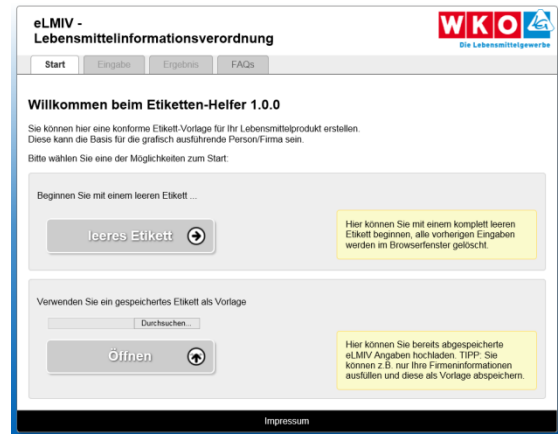 eLMIV -
Lebensmittelinformationsverordnung
WKO
Die Lebensmittelgewerbe
Start Eingabe Ergebnis FAQs
Willkommen beim Etiketten-Helfer 1.0.0
Sie können hier eine konforme Etikett-Vorlage für Ihr Lebensmittelprodukt erstellen.
Diese kann die Basis für die grafisch ausführende Person/Firma sein.
Bitte wählen Sie eine der Möglichkeiten zum Start:
Beginnen Sie mit einem leeren Etikett ...
leeres Etikett
Hier können Sie mit einem komplett leeren
Etikett beginnen, alle vorherigen Eingaben
werden im Browserfenster gelöscht.
Verwenden Sie ein gespeichertes Etikett als Vorlage
Durchsuchen...
Öffnen
Hier können Sie bereits abgespeicherte
eLMIV Angaben hochladen. TIPP: Sie
können z.B. nur Ihre Firmeninformationen
ausfüllen und diese als Vorlage abspeichern.
Impressum